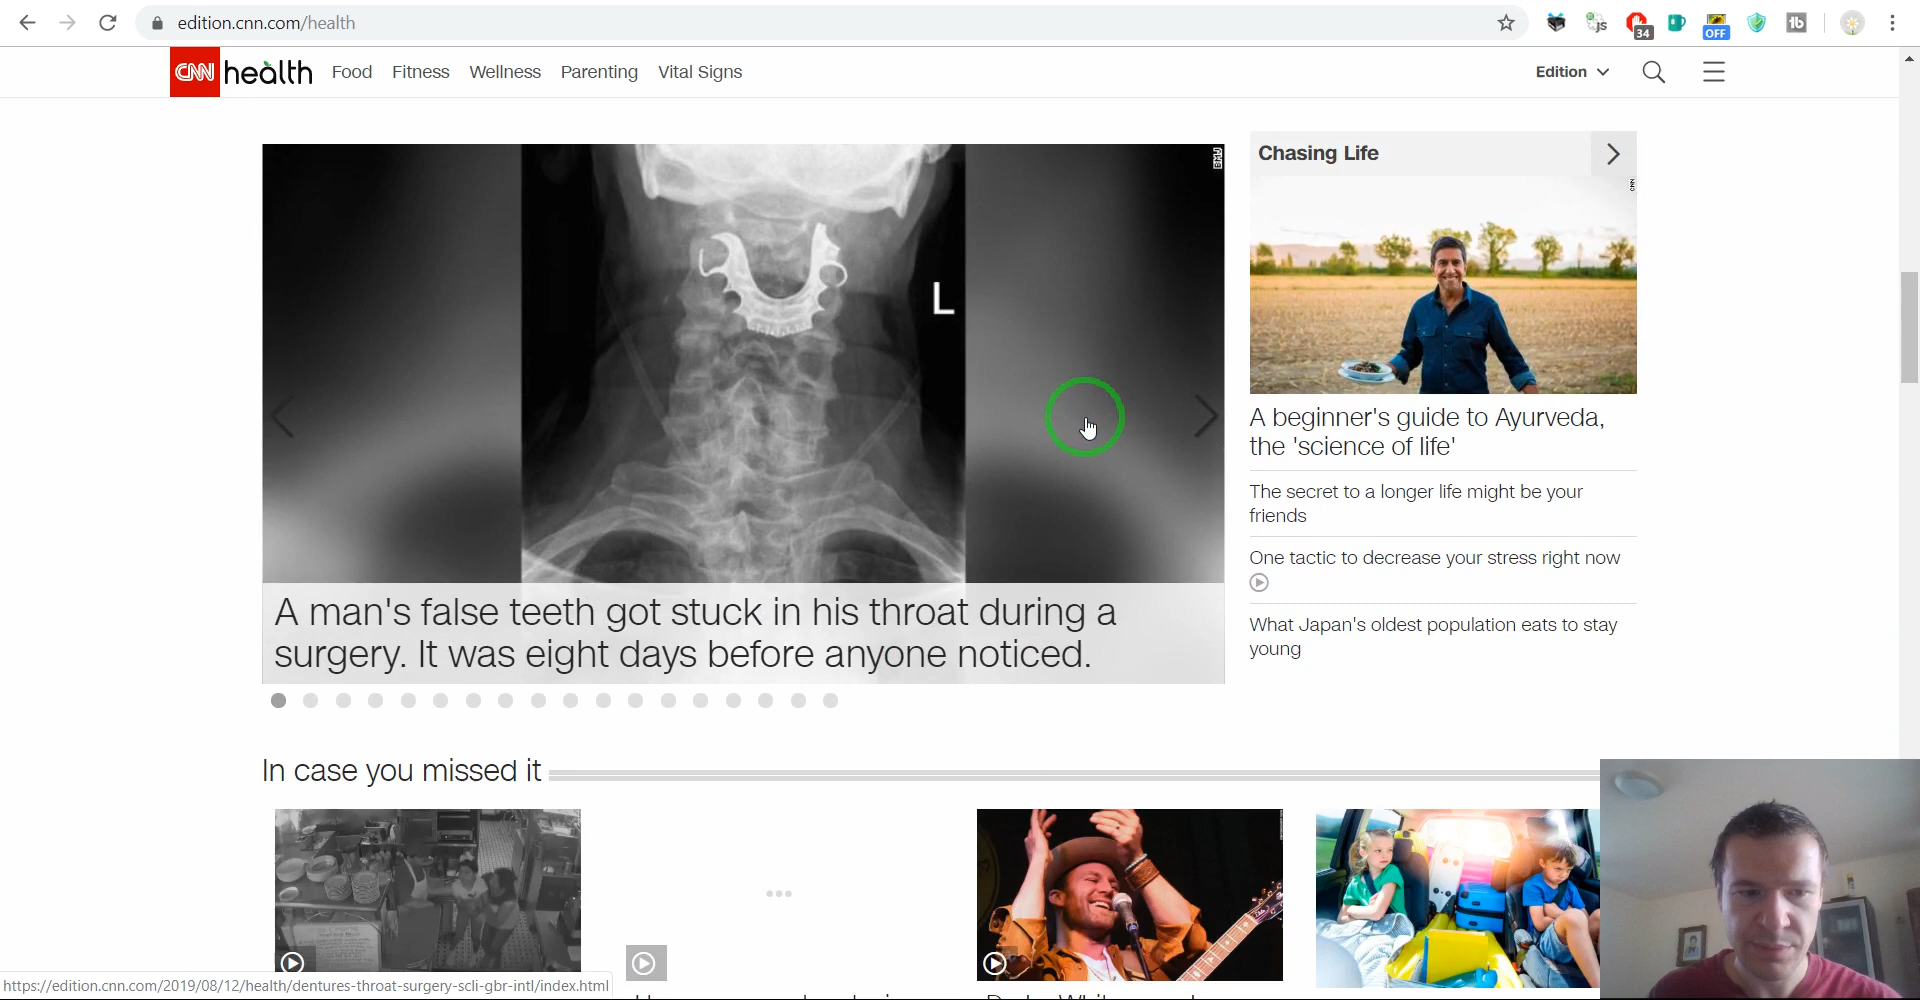 edition.cnn.com/health
JS
34
OFF
CNN health
Food
Fitness
Wellness
Parenting
Vital Signs
Edition
L
A man's false teeth got stuck in his throat during a
surgery. It was eight days before anyone noticed.
Chasing Life
CNN
A beginner's guide to Ayurveda,
the 'science of life'
The secret to a longer life might be your
friends
One tactic to decrease your stress right now
What Japan's oldest population eats to stay
young
In case you missed it
https://edition.cnn.com/2019/08/12/health/dentures-throat-surgery-scli-gbr-intl/index.html